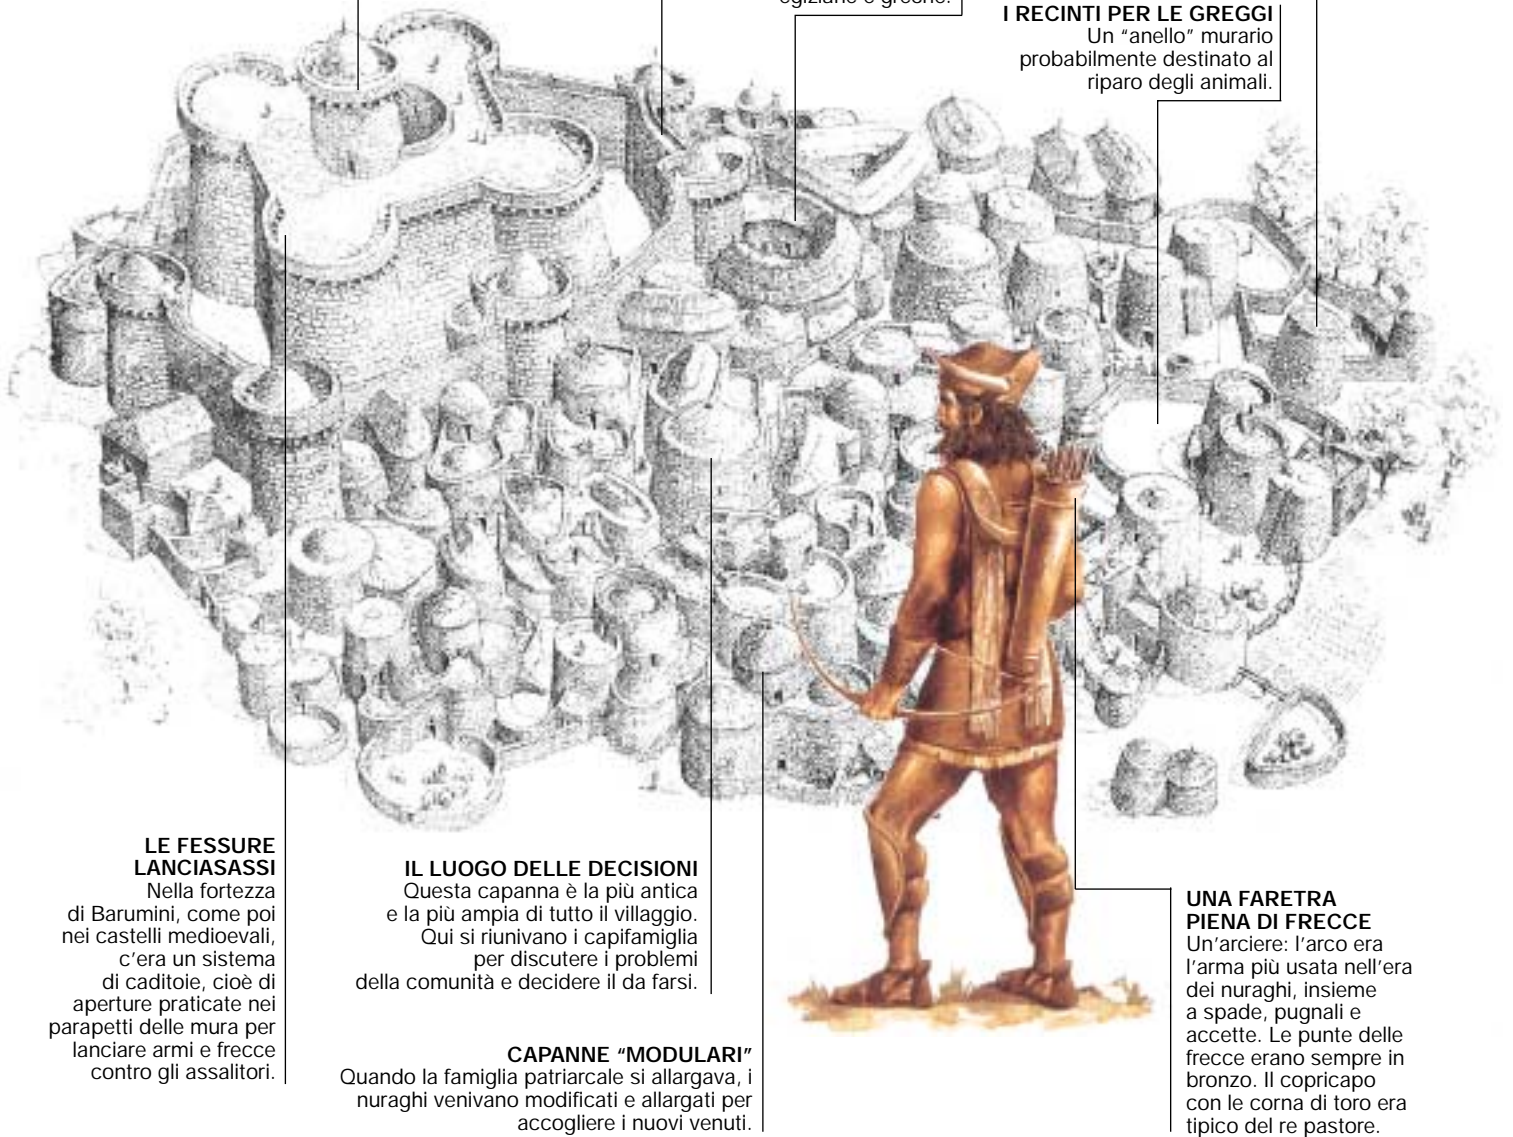 egiziane e greche.
I RECINTI PER LE GREGGI
Un “anello” murario
probabilmente destinato al
riparo degli animali.
LE FESSURE
LANCIASASSI
Nella fortezza
di Barumini, come poi
nei castelli medioevali,
c’era un sistema
di caditoie, cioè di
aperture praticate nei
parapetti delle mura per
lanciare armi e frecce
contro gli assalitori.
IL LUOGO DELLE DECISIONI
Questa capanna è la più antica
e la più ampia di tutto il villaggio.
Qui si riunivano i capifamiglia
per discutere i problemi
della comunità e decidere il da farsi.
CAPANNE “MODULARI”
Quando la famiglia patriarcale si allargava, i
nuraghi venivano modificati e allargati per
accogliere i nuovi venuti.
UNA FARETRA
PIENA DI FRECCE
Un’arciere: l’arco era
l’arma più usata nell’era
dei nuraghi, insieme
a spade, pugnali e
accette. Le punte delle
frecce erano sempre in
bronzo. Il copricapo
con le corna di toro era
tipico del re pastore.